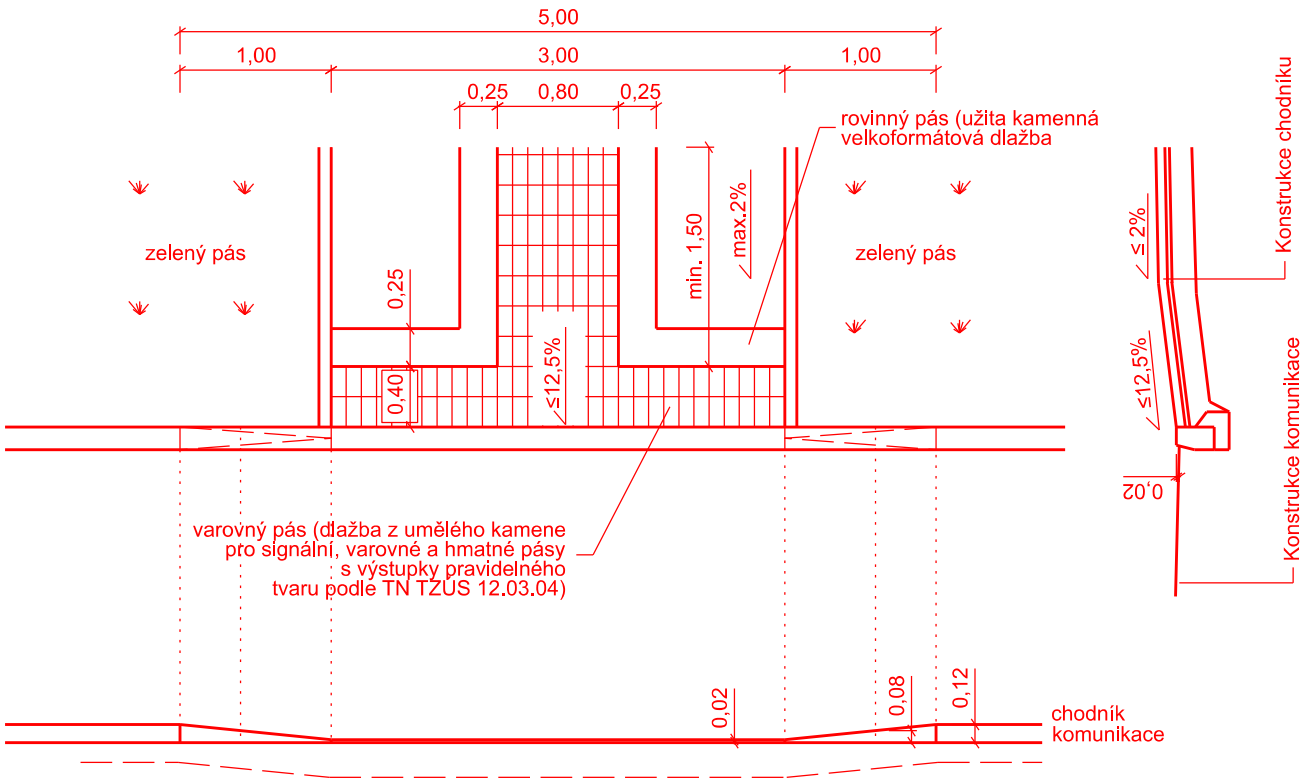 5,00
1,00
3,00
1,00
0,25
0,80
0,25
rovinný pás (užita kamenná
velkoformátová dlažba
zelený pás
0,25
min. 1,50
max.2%
zelený pás
≤ 2%
Konstrukce chodníku
0,40
≤12,5%
≤12,5%
0,02
Konstrukce komunikace
varovný pás (dlažba z umělého kamene
pro signální, varovné a hmatné pásy
s výstupky pravidelného
tvaru podle TN TZUS 12.03.04)
0,02
0,08
0,12
chodník
komunikace